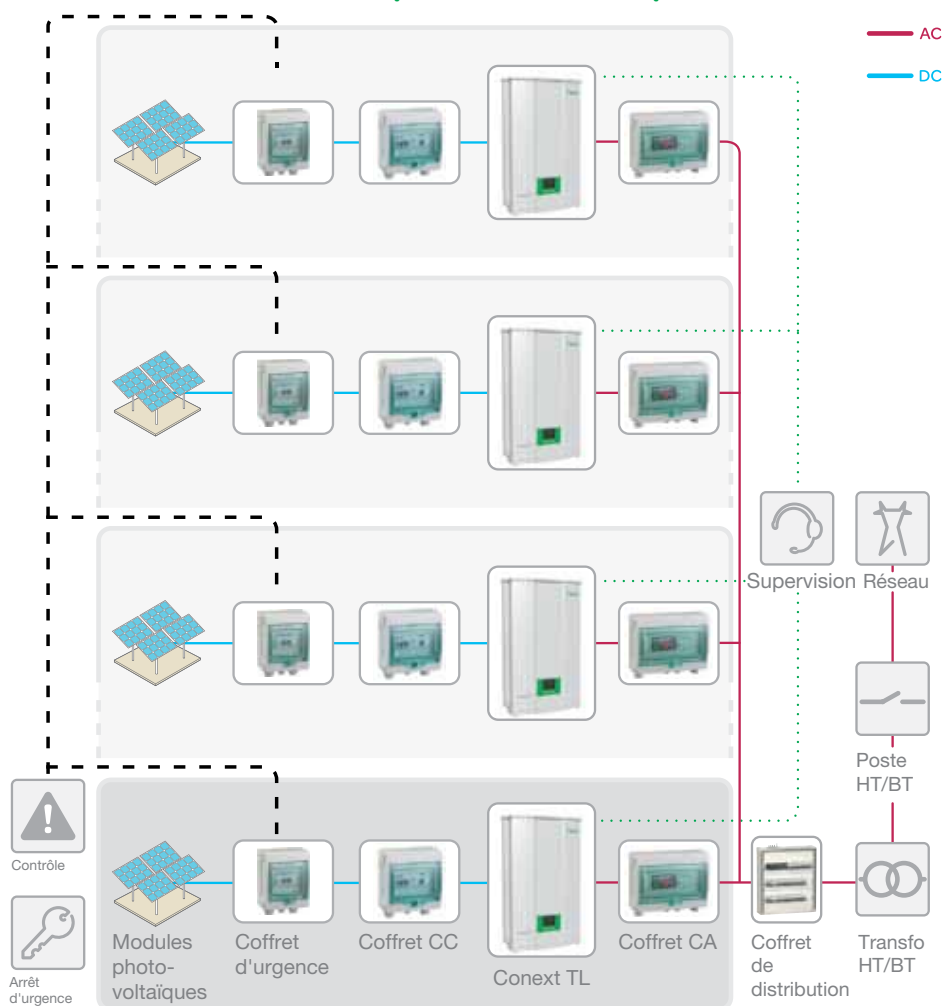 AC
DC
Supervision
Réseau
Poste
HT/BT
Contrôle
Arrêt
d'urgence
Modules
photo-
voltaïques
Coffret
d'urgence
Coffret CC
Conext TL
Coffret CA
Coffret
de
distribution
Transfo
HT/BT